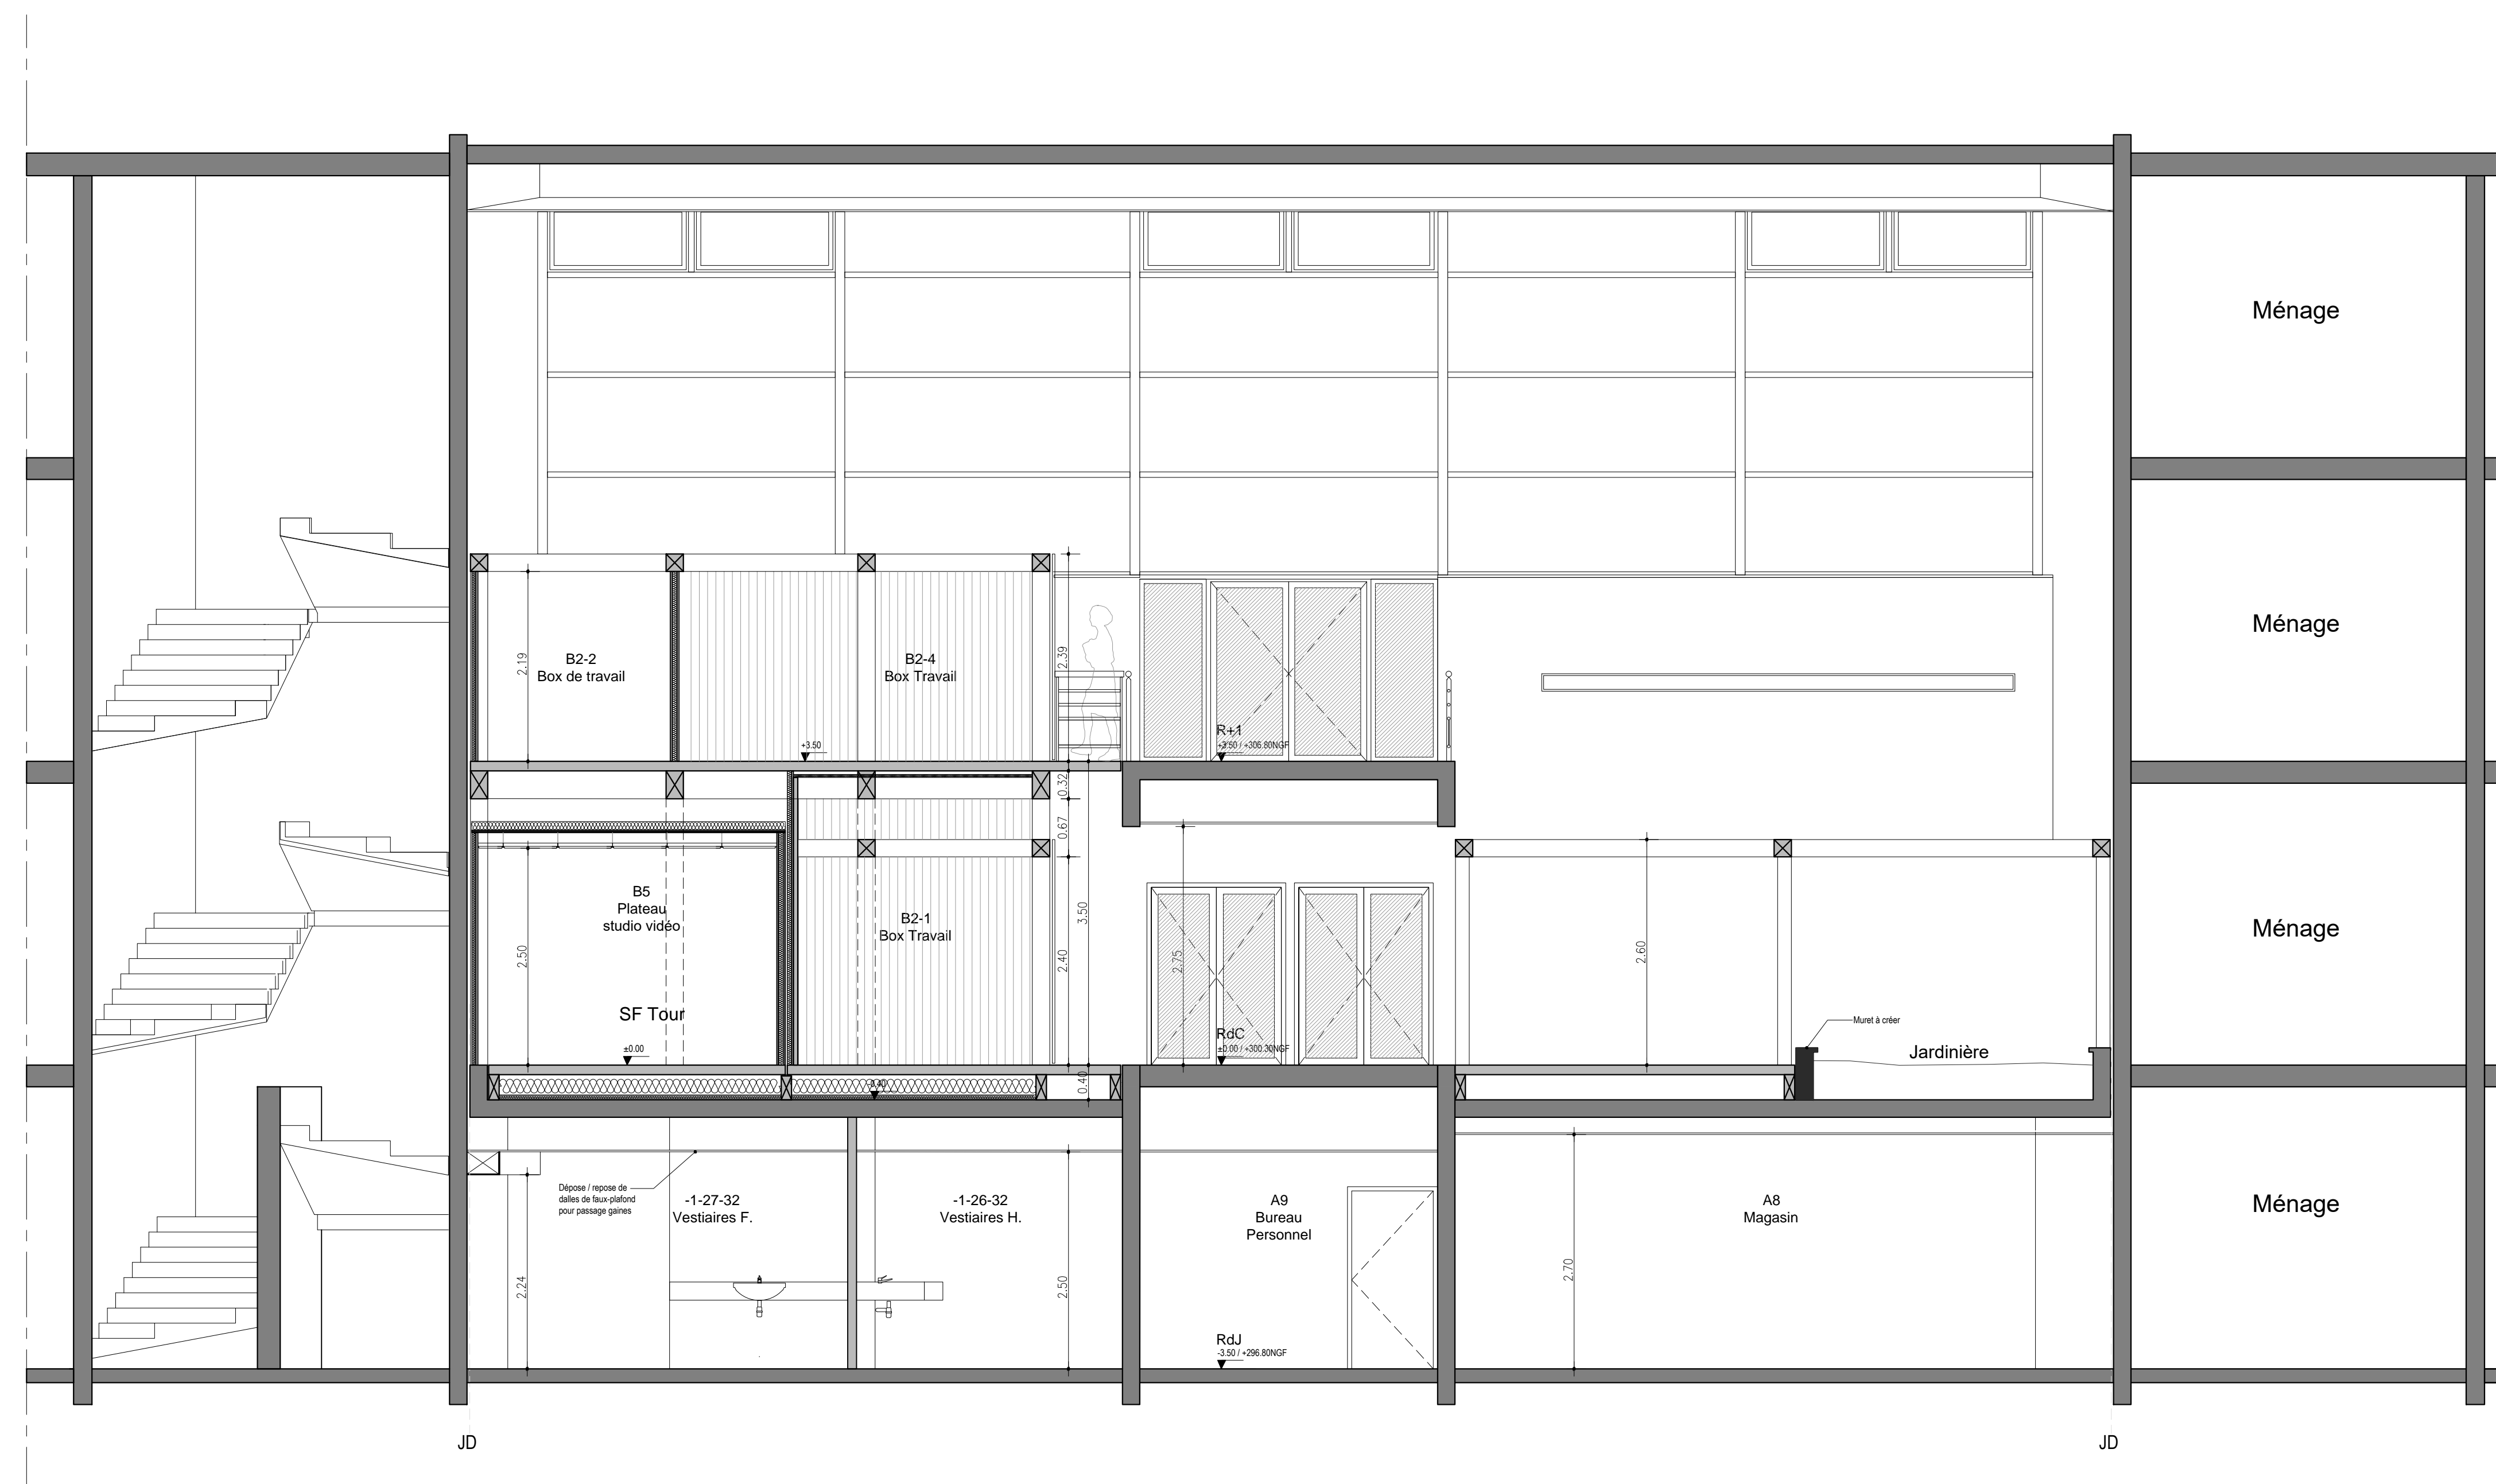 Ménage
2.19
B2-2
Box de travail
B2-4
Box Travail
2.39
Ménage
+3.50
R+1
+3.50 / +306.80NGF
0.32
0.67
B5
Plateau
studio vidéo
2.50
B2-1
Box Travail
3.50
2.40
2.75
2.60
Ménage
SF Tour
±0.00
RdC
±0.00 / +300.30NGF
Muret à créer
Jardinière
-0.40
0.40
Dépose / repose de
dalles de faux-plafond
pour passage gaines
-1-27-32
Vestiaires F.
-1-26-32
Vestiaires H.
A9
Bureau
Personnel
A8
Magasin
Ménage
2.24
2.50
2.70
RdJ
-3.50 / +296.80NGF
JD
JD